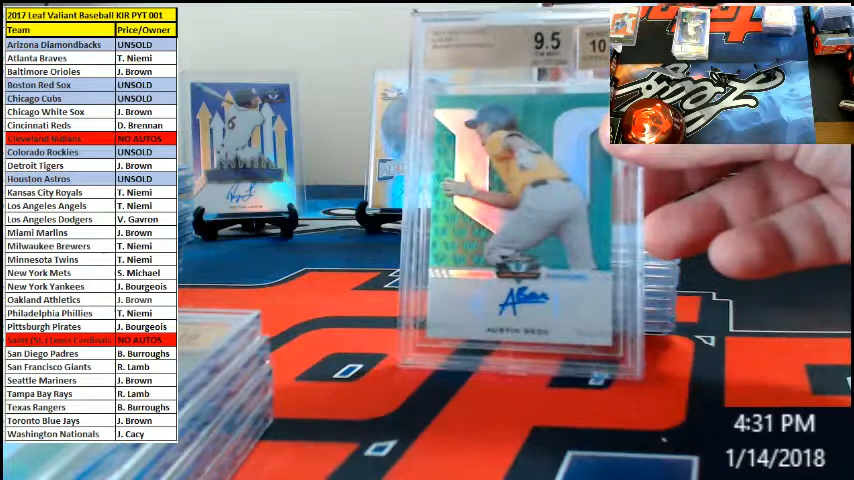 2017 Leaf Valiant Baseball KIR PYT 001
Team Price/Owner
Arizona Diamondbacks UNSOLD
Atlanta Braves T. Niemi
Baltimore Orioles J. Brown
Boston Red Sox UNSOLD
Chicago Cubs UNSOLD
Chicago White Sox J. Brown
Cincinnati Reds D. Brennan
Cleveland Indians NO AUTOS
Colorado Rockies UNSOLD
Detroit Tigers J. Brown
Houston Astros UNSOLD
Kansas City Royals T. Niemi
Los Angeles Angels T. Niemi
Los Angeles Dodgers V. Gavron
Miami Marlins J. Brown
Milwaukee Brewers T. Niemi
Minnesota Twins T. Niemi
New York Mets S. Michael
New York Yankees J. Bourgeois
Oakland Athletics J. Brown
Philadelphia Phillies T. Niemi
Pittsburgh Pirates J. Bourgeois
Saint (St.) Louis Cardinals NO AUTOS
San Diego Padres B. Burroughs
San Francisco Giants R. Lamb
Seattle Mariners J. Brown
Tampa Bay Rays R. Lamb
Texas Rangers B. Burroughs
Toronto Blue Jays J. Brown
Washington Nationals J. Cacy
9.5
10
AUSTIN BECK
4:31 PM
1/14/2018